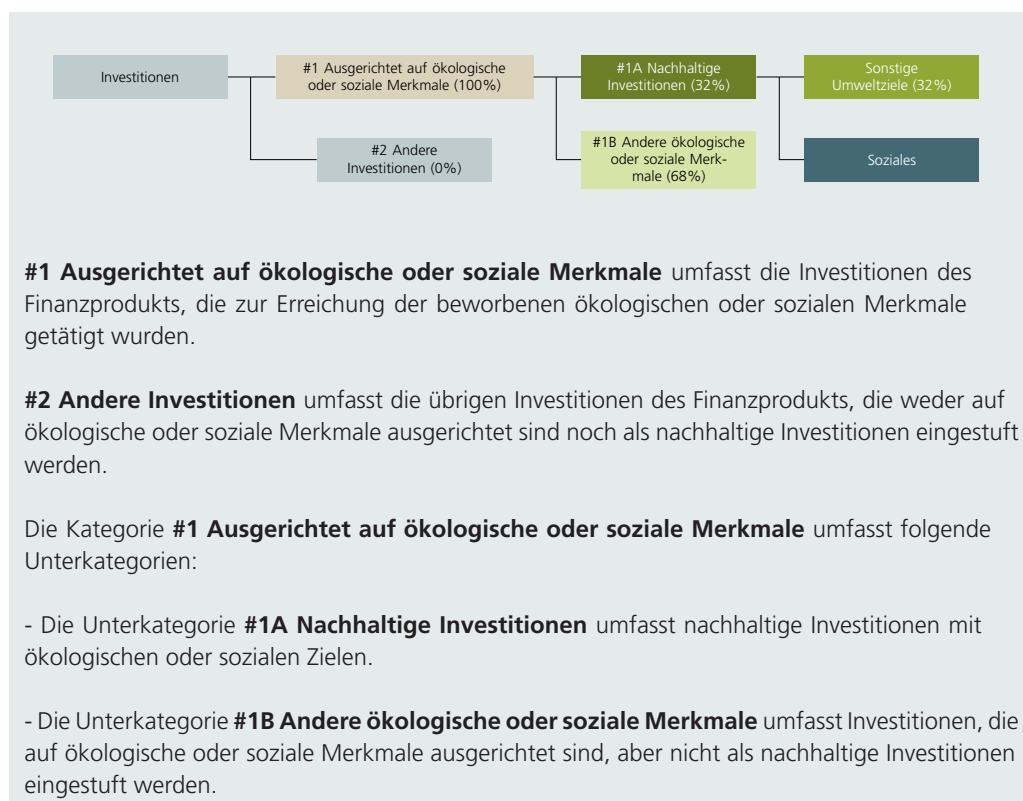 Investitionen
#1 Ausgerichtet auf ökologische
oder soziale Merkmale (100%)
#1A Nachhaltige
Investitionen (32%)
Sonstige
Umweltziele (32%)
#2 Andere
Investitionen (0%)
#1B Andere ökologische
oder soziale Merk-
male (68%)
Soziales
#1 Ausgerichtet auf ökologische oder soziale Merkmale umfasst die Investitionen des
Finanzprodukts, die zur Erreichung der beworbenen ökologischen oder sozialen Merkmale
getätigt wurden.
#2 Andere Investitionen umfasst die übrigen Investitionen des Finanzprodukts, die weder auf
ökologische oder soziale Merkmale ausgerichtet sind noch als nachhaltige Investitionen eingestuft
werden.
Die Kategorie #1 Ausgerichtet auf ökologische oder soziale Merkmale umfasst folgende
Unterkategorien:
- Die Unterkategorie #1A Nachhaltige Investitionen umfasst nachhaltige Investitionen mit
ökologischen oder sozialen Zielen.
- Die Unterkategorie #1B Andere ökologische oder soziale Merkmale umfasst Investitionen, die
auf ökologische oder soziale Merkmale ausgerichtet sind, aber nicht als nachhaltige Investitionen
eingestuft werden.